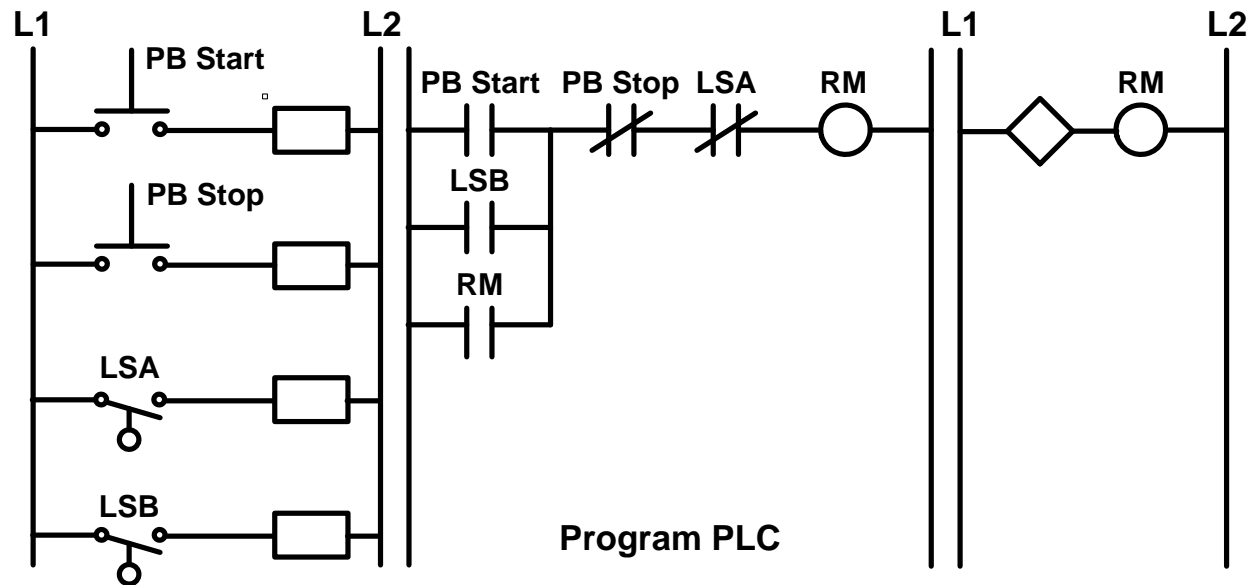 L1
L2
L1
L2
PB Start
PB Start
PB Stop
LSA
RM
RM
LSB
PB Stop
RM
LSA
LSB
Program PLC